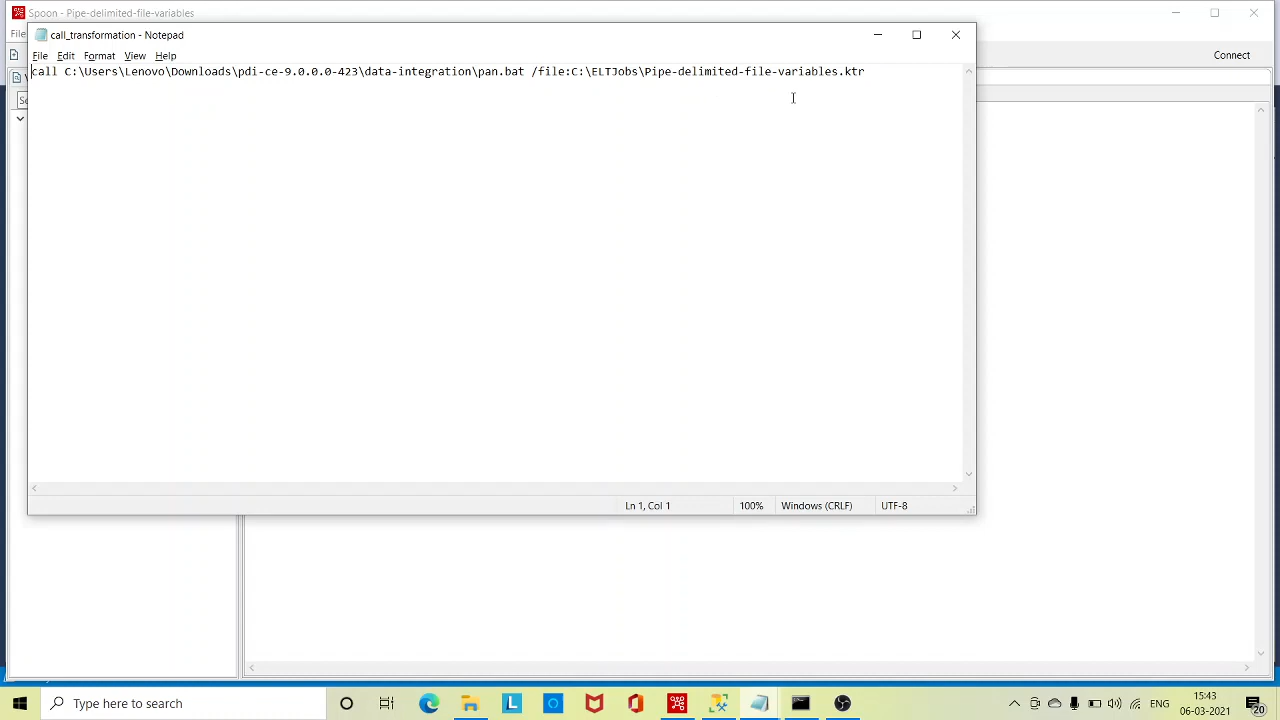 Spoon - Pipe-delimited-file-variables
File
call_transformation - Notepad
File Edit Format View Help
Connect
call C:\Users\Lenovo\Downloads\pdi-ce-9.0.0.0-423\data-integration\pan.bat /file:C:\ELTJobs\Pipe-delimited-file-variables.ktr
Ln 1, Col 1 100% Windows (CRLF) UTF-8
Type here to search
ENG
15:43
06-03-2021
20